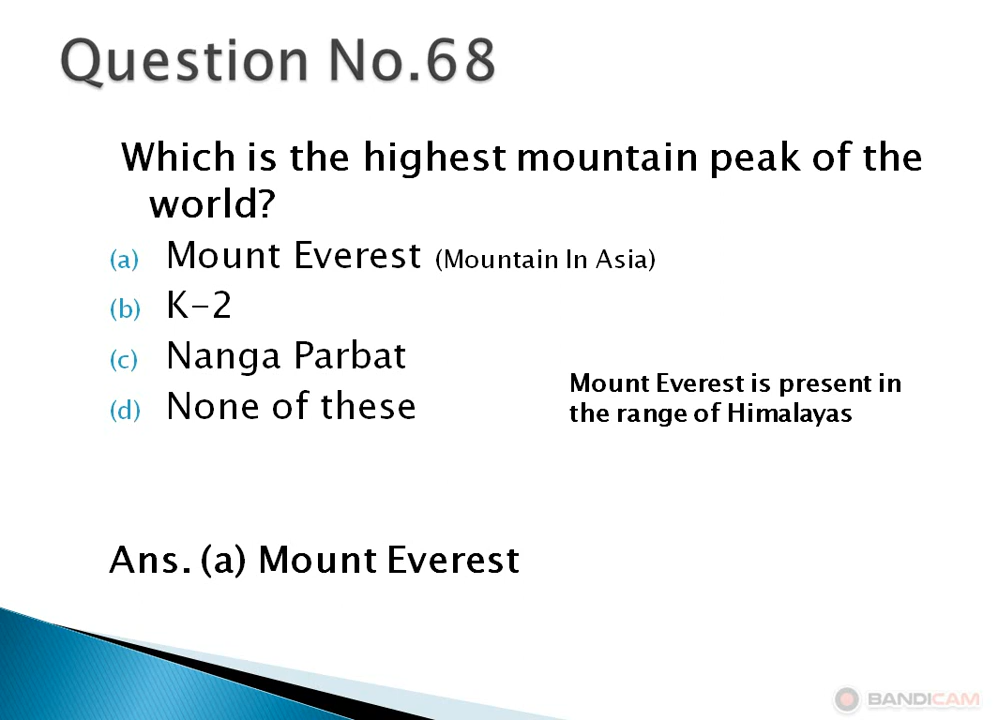 Question No.68
Which is the highest mountain peak of the
world?
(a) Mount Everest (Mountain In Asia)
(b) K-2
(c) Nanga Parbat
(d) None of these
Mount Everest is present in
the range of Himalayas
Ans. (a) Mount Everest
BANDICAM